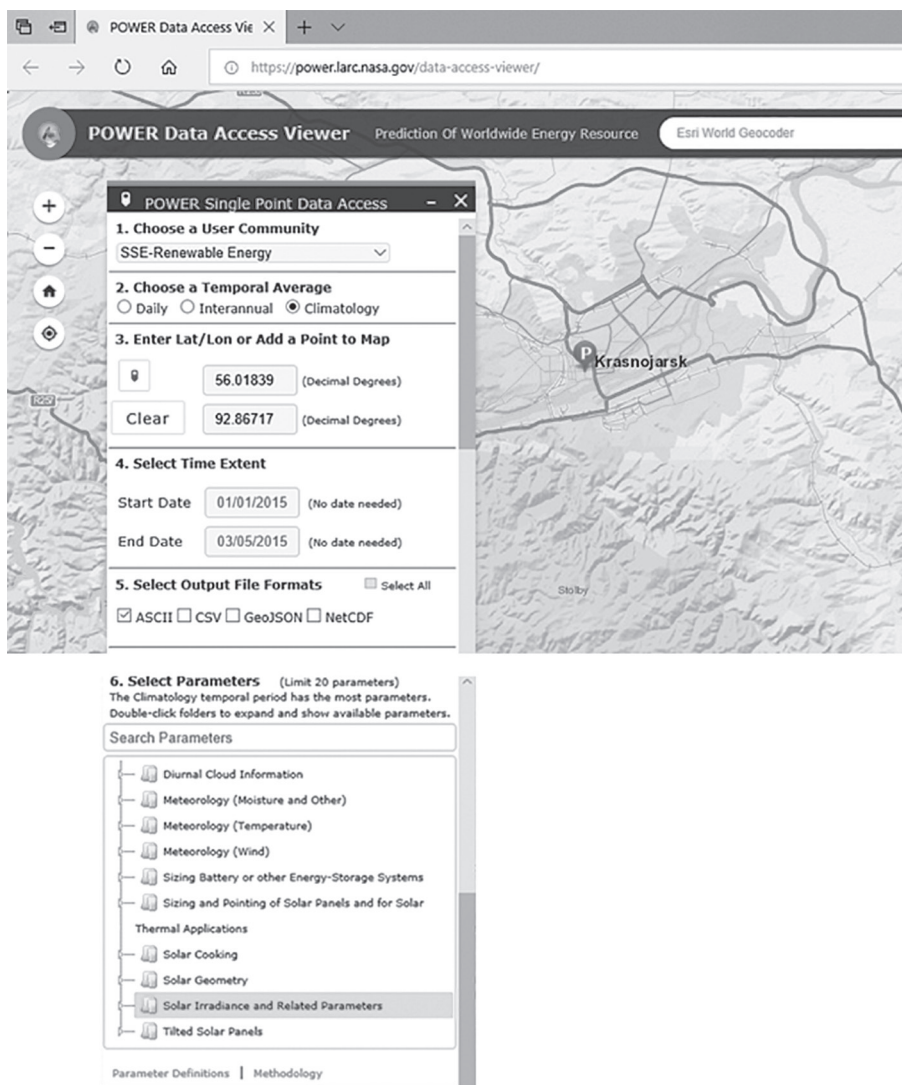 POWER Data Access Vie
https://power.larc.nasa.gov/data-access-viewer/
POWER Data Access Viewer Prediction Of Worldwide Energy Resource Esri World Geocoder
POWER Single Point Data Access
1. Choose a User Community
SSE-Renewable Energy
2. Choose a Temporal Average
Daily Interannual Climatology
3. Enter Lat/Lon or Add a Point to Map
56.01839 (Decimal Degrees)
Clear 92.86717 (Decimal Degrees)
4. Select Time Extent
Start Date 01/01/2015 (No date needed)
End Date 03/05/2015 (No date needed)
5. Select Output File Formats Select All
ASCII CSV GeoJSON NetCDF
P
Krasnojarsk
Stolby
6. Select Parameters (Limit 20 parameters)
The Climatology temporal period has the most parameters.
Double-click folders to expand and show available parameters.
Search Parameters
Diurnal Cloud Information
Meteorology (Moisture and Other)
Meteorology (Temperature)
Meteorology (Wind)
Sizing Battery or other Energy-Storage Systems
Sizing and Pointing of Solar Panels and for Solar
Thermal Applications
Solar Cooking
Solar Geometry
Solar Irradiance and Related Parameters
Tilted Solar Panels
Parameter Definitions | Methodology